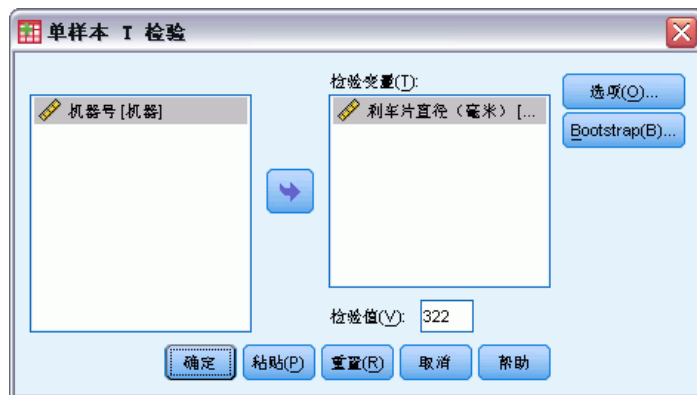 单样本 T 检验
检验变量(T):
机器号 [机器]
刹车片直径（毫米） [...
选项(O)...
Bootstrap(B)...
检验值(V): 322
确定 粘贴(P) 重置(R) 取消 帮助